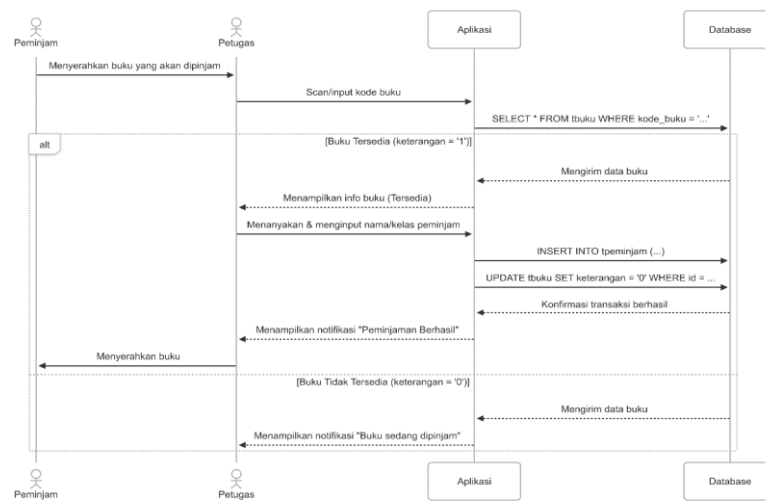 Peminjam
Petugas
Aplikasi
Database
Menyerahkan buku yang akan dipinjam
Scan/input kode buku
SELECT * FROM tbuku WHERE kode_buku = '...'
alt
[Buku Tersedia (keterangan = '1')]
Mengirim data buku
Menampilkan info buku (Tersedia)
Menanyakan & menginput nama/kelas peminjam
INSERT INTO tpeminjam (...)
UPDATE tbuku SET keterangan = '0' WHERE id = ...
Konfirmasi transaksi berhasil
Menampilkan notifikasi "Peminjaman Berhasil"
Menyerahkan buku
[Buku Tidak Tersedia (keterangan = '0')]
Mengirim data buku
Menampilkan notifikasi "Buku sedang dipinjam"
Peminjam
Petugas
Aplikasi
Database